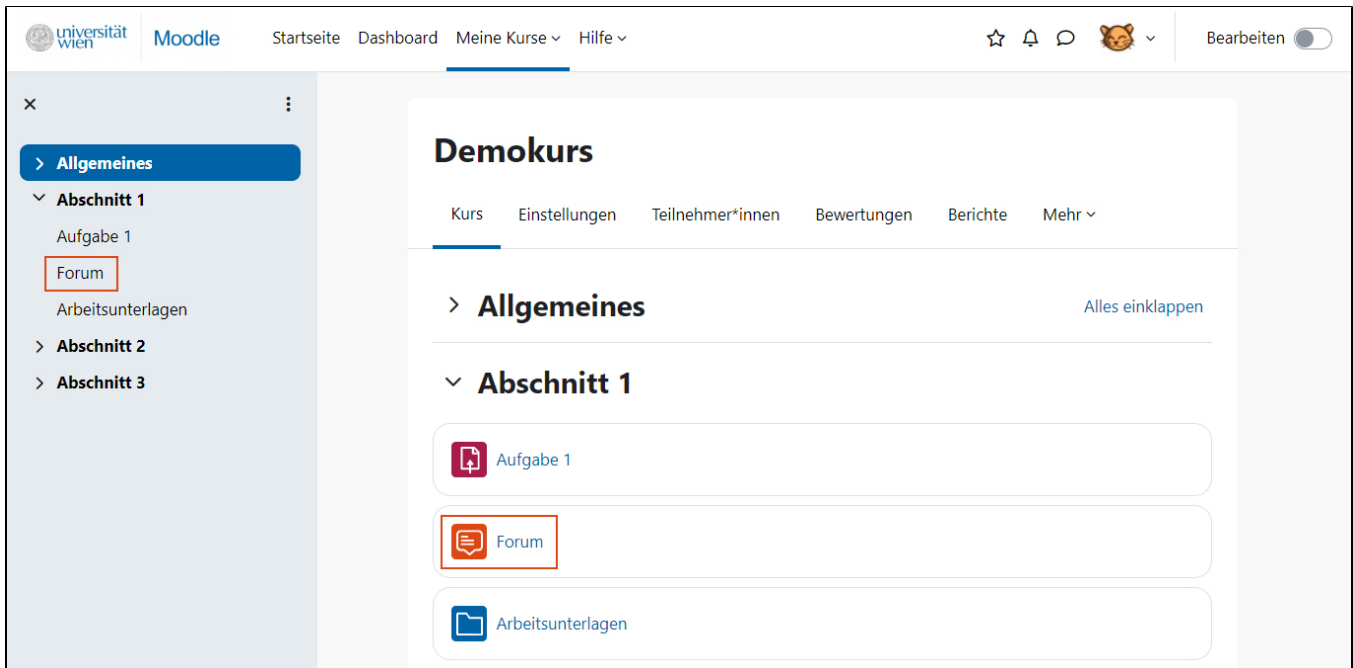 universität
wien
Moodle
Startseite Dashboard Meine Kurse Hilfe
Bearbeiten
Allgemeines
Abschnitt 1
Aufgabe 1
Forum
Arbeitsunterlagen
Abschnitt 2
Abschnitt 3
Demokurs
Kurs Einstellungen Teilnehmer*innen Bewertungen Berichte Mehr
Allgemeines
Alles einklappen
Abschnitt 1
Aufgabe 1
Forum
Arbeitsunterlagen